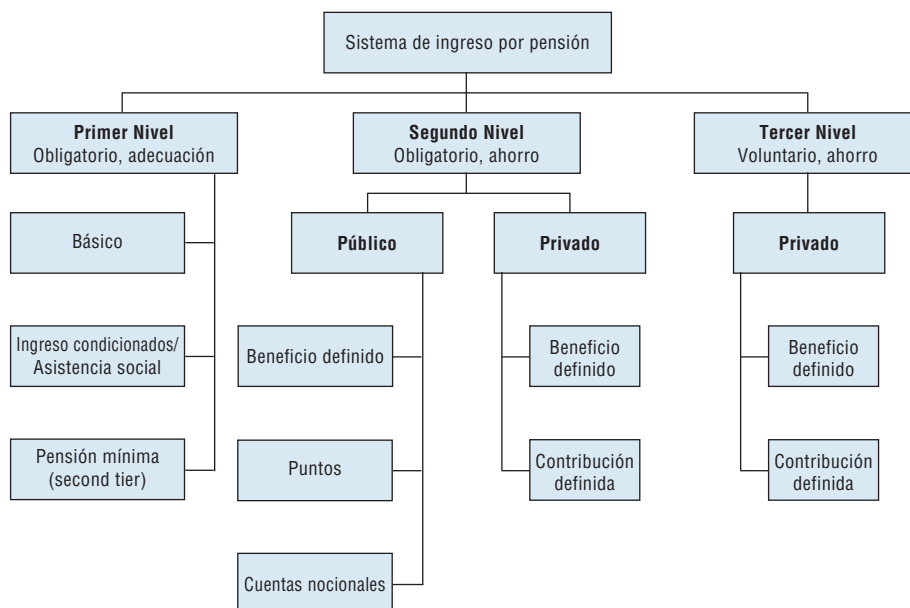 Sistema de ingreso por pensión
Primer Nivel
Obligatorio, adecuación
Segundo Nivel
Obligatorio, ahorro
Tercer Nivel
Voluntario, ahorro
Básico
Ingreso condicionados/
Asistencia social
Pensión mínima
(second tier)
Público
Beneficio definido
Puntos
Cuentas nocionales
Privado
Beneficio
definido
Contribución
definida
Privado
Beneficio
definido
Contribución
definida